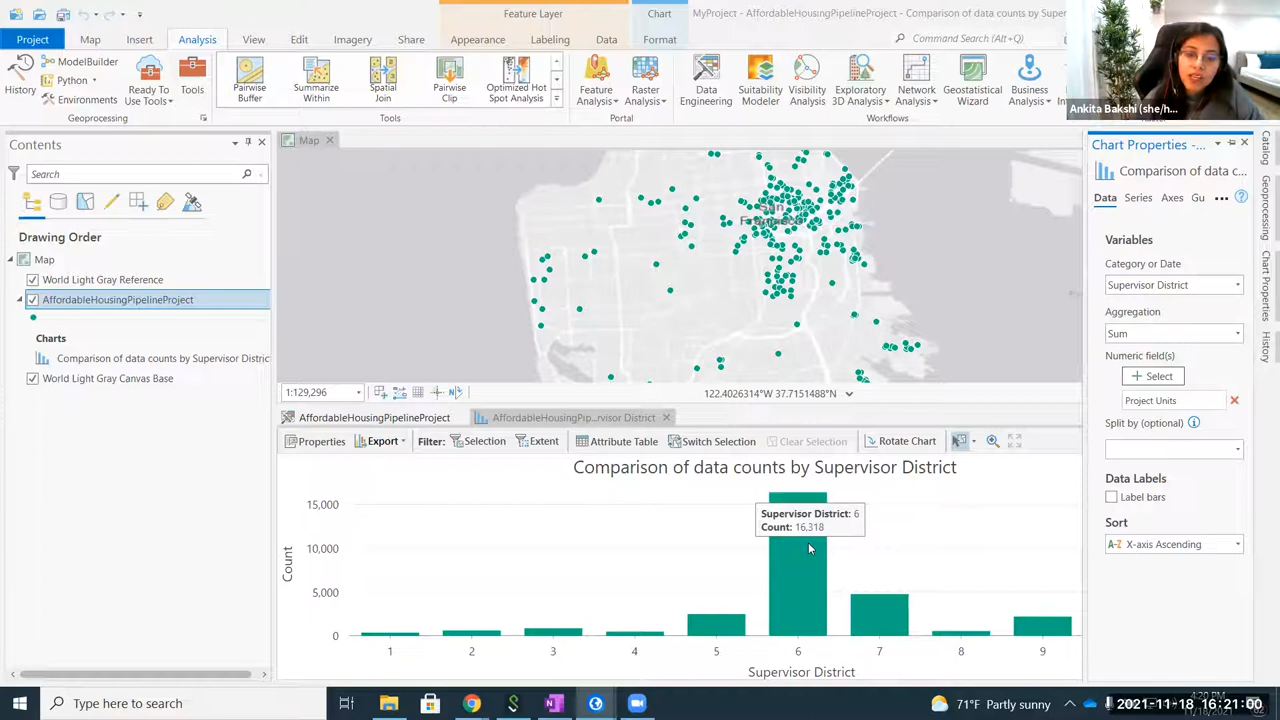 Feature Layer
Chart
MyProject - AffordableHousingPipelineProject - Comparison of data counts by Super
Project
Map
Insert
Analysis
View
Edit
Imagery
Share
Appearance
Labeling
Data
Format
Command Search (Alt+Q)
History
ModelBuilder
Python
Environments
Ready To Use Tools
Tools
Geoprocessing
Pairwise Buffer
Summarize Within
Spatial Join
Pairwise Clip
Optimized Hot Spot Analysis
Tools
Feature Analysis
Raster Analysis
Portal
Data Engineering
Suitability Modeler
Visibility Analysis
Exploratory 3D Analysis
Network Analysis
Geostatistical Wizard
Business Analysis
Workflows
Ankita Bakshi (she/h...
Contents
Search
Drawing Order
Map
World Light Gray Reference
AffordableHousingPipelineProject
Charts
Comparison of data counts by Supervisor Distric
World Light Gray Canvas Base
Map
San
Francisco
1:129,296
122.4026314°W 37.7151488°N
AffordableHousingPipelineProject
AffordableHousingPip...rvisor District
Properties
Export
Filter:
Selection
Extent
Attribute Table
Switch Selection
Clear Selection
Rotate Chart
Comparison of data counts by Supervisor District
Count
15,000
10,000
5,000
0
Supervisor District: 6
Count: 16,318
1 2 3 4 5 6 7 8 9
Supervisor District
Chart Properties -...
Comparison of data c...
Data
Series
Axes
Gu
Variables
Category or Date
Supervisor District
Aggregation
Sum
Numeric field(s)
Select
Project Units
Split by (optional)
Data Labels
Label bars
Sort
A-Z X-axis Ascending
Catalog
Geoprocessing
Chart Properties
History
Type here to search
71°F Partly sunny
4:20 PM
2021-11-18 16:21:00